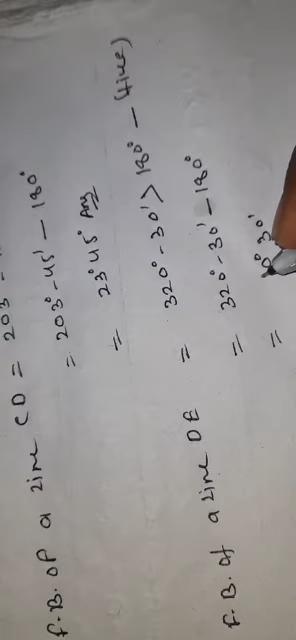 F.B. of a line CD = 203
= 203°-45' - 180°
= 23°45° Ans
=
F.B. of a line DE = 320°-30' > 180° - (+ive)
= 320°-30' - 180°
= 30'